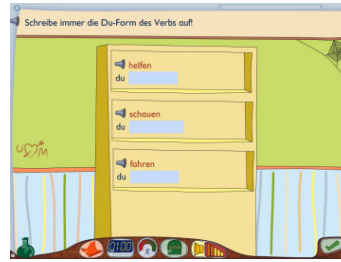 Schreibe immer die Du-Form des Verbs auf!
helfen
du
schauen
du
fahren
du